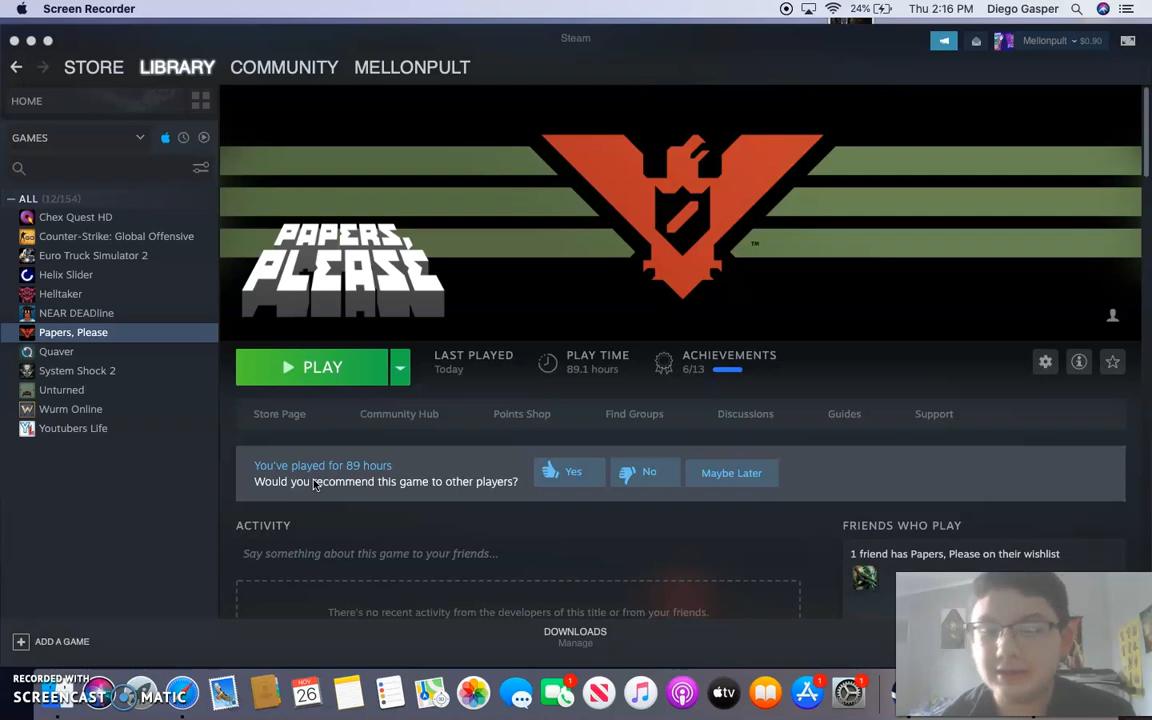 Screen Recorder
24%
Thu 2:16 PM
Diego Gasper
Steam
Mellonpult
$0.90
STORE
LIBRARY
COMMUNITY
MELLONPULT
HOME
GAMES
ALL (12/154)
Chex Quest HD
Counter-Strike: Global Offensive
Euro Truck Simulator 2
Helix Slider
Helltaker
NEAR DEADline
Papers, Please
Quaver
System Shock 2
Unturned
Wurm Online
Youtubers Life
PAPERS,
PLEASE
TM
PLAY
LAST PLAYED
Today
PLAY TIME
89.1 hours
ACHIEVEMENTS
6/13
Store Page
Community Hub
Points Shop
Find Groups
Discussions
Guides
Support
You've played for 89 hours
Would you recommend this game to other players?
Yes
No
Maybe Later
ACTIVITY
Say something about this game to your friends...
There's no recent activity from the developers of this title or from your friends.
FRIENDS WHO PLAY
1 friend has Papers, Please on their wishlist
ADD A GAME
DOWNLOADS
Manage
RECORDED WITH
SCREENCAST MATIC
NOV
26
1
tv
1
1